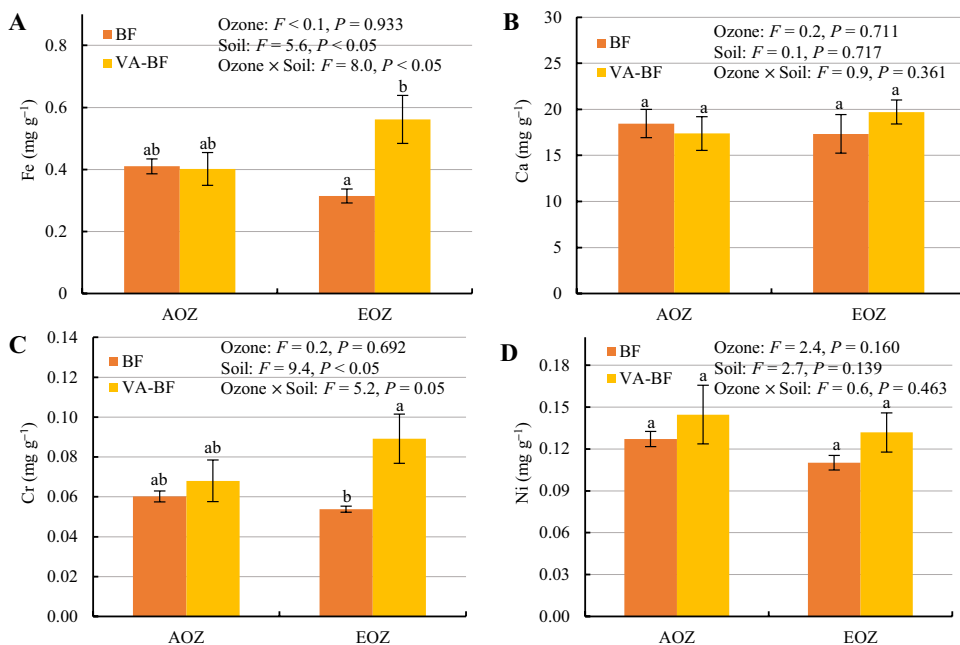 A
BF
VA-BF
Ozone: F < 0.1, P = 0.933
Soil: F = 5.6, P < 0.05
Ozone × Soil: F = 8.0, P < 0.05
Fe (mg g⁻¹)
0.8
0.6
0.4
0.2
0
ab
ab
a
b
AOZ
EOZ
B
BF
VA-BF
Ozone: F = 0.2, P = 0.711
Soil: F = 0.1, P = 0.717
Ozone × Soil: F = 0.9, P = 0.361
Ca (mg g⁻¹)
30
25
20
15
10
5
0
a
a
a
a
AOZ
EOZ
C
BF
VA-BF
Ozone: F = 0.2, P = 0.692
Soil: F = 9.4, P < 0.05
Ozone × Soil: F = 5.2, P = 0.05
Cr (mg g⁻¹)
0.14
0.12
0.10
0.08
0.06
0.04
0.02
0.00
ab
ab
b
a
AOZ
EOZ
D
BF
VA-BF
Ozone: F = 2.4, P = 0.160
Soil: F = 2.7, P = 0.139
Ozone × Soil: F = 0.6, P = 0.463
Ni (mg g⁻¹)
0.18
0.15
0.12
0.09
0.06
0.03
0.00
a
a
a
a
AOZ
EOZ